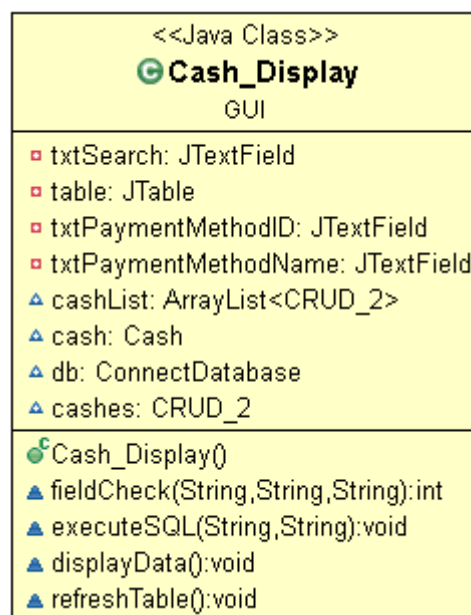 <<Java Class>>
Cash_Display
GUI
txtSearch: JTextField
table: JTable
txtPaymentMethodID: JTextField
txtPaymentMethodName: JTextField
cashList: ArrayList<CRUD_2>
cash: Cash
db: ConnectDatabase
cashes: CRUD_2
Cash_Display()
fieldCheck(String,String,String):int
executeSQL(String,String):void
displayData():void
refreshTable():void